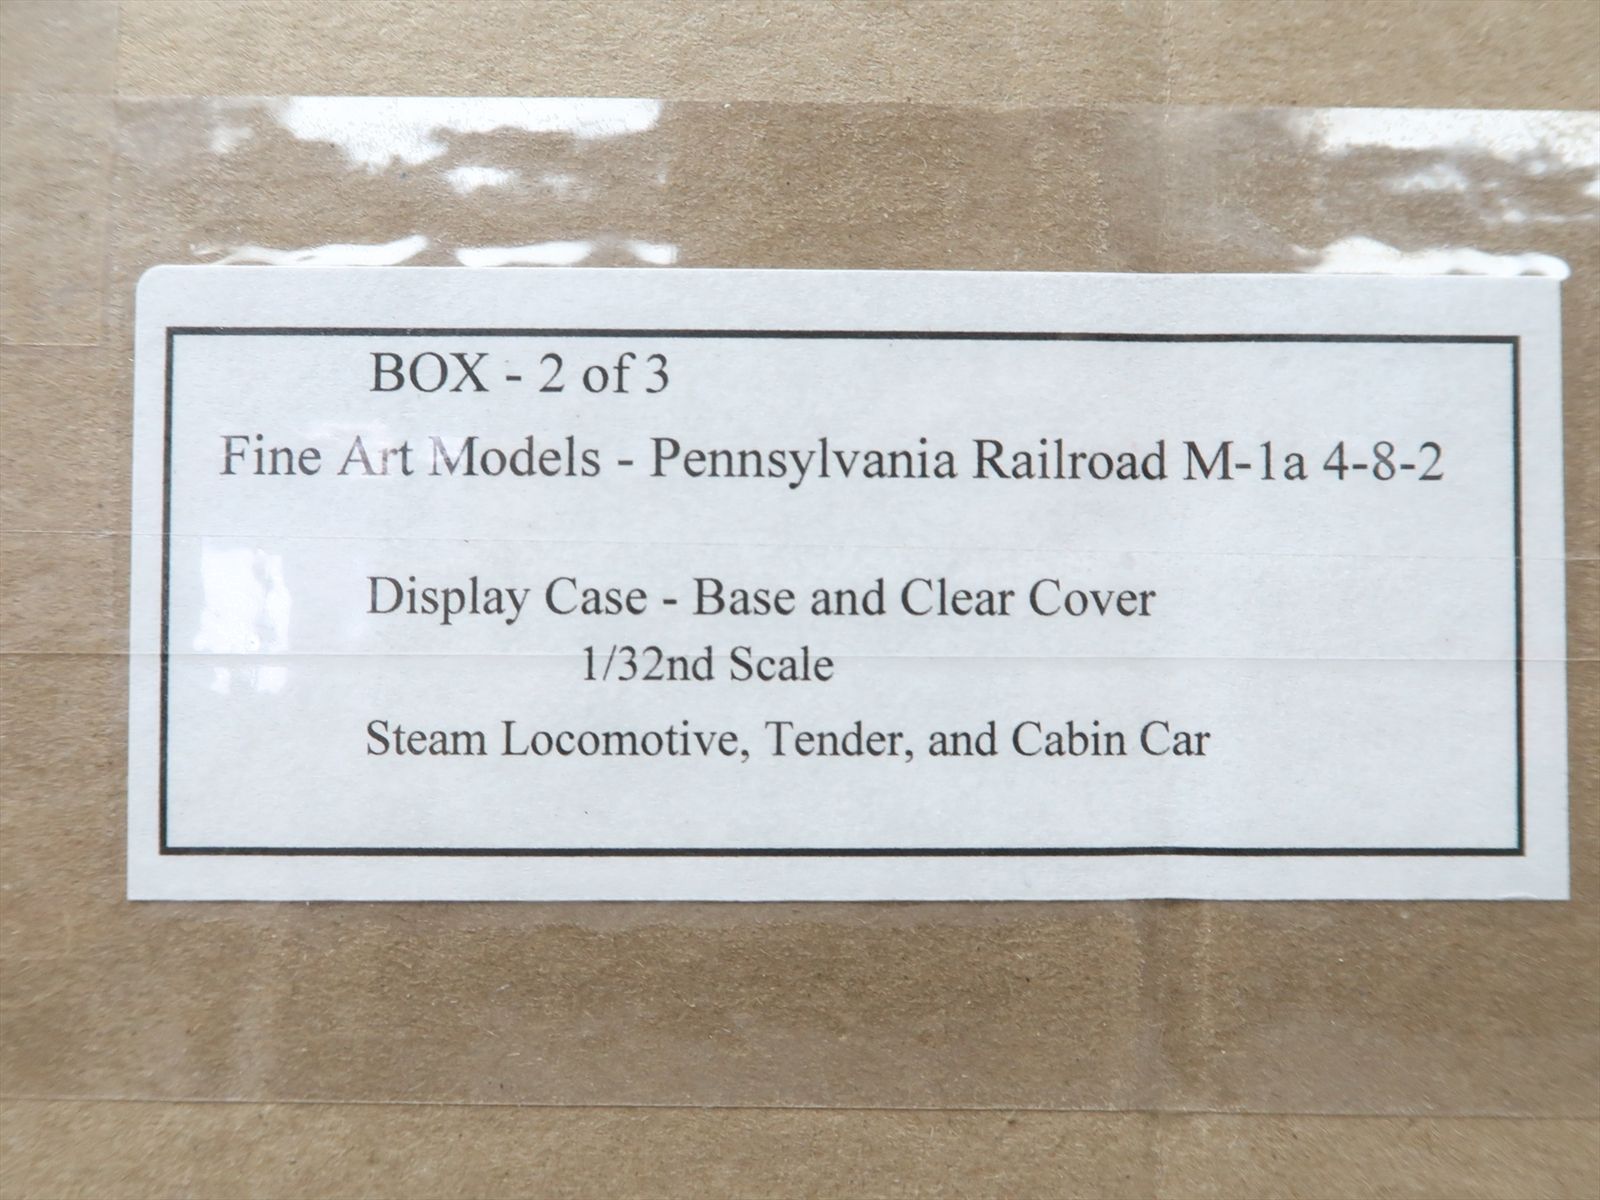 BOX - 2 of 3
Fine Art Models - Pennsylvania Railroad M-1a 4-8-2
Display Case - Base and Clear Cover
1/32nd Scale
Steam Locomotive, Tender, and Cabin Car